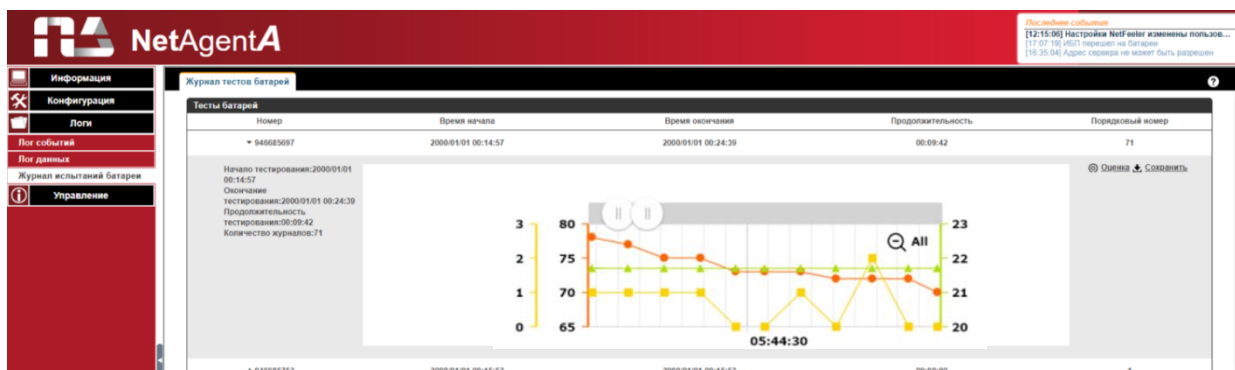 NetAgentA
Последнее событие
[12:15:06] Настройки NetFeeler изменены пользов...
[17:07:19] ИБП перешел на батареи
[16:35:04] Адрес сервера не может быть разрешен
Информация
Конфигурация
Логи
Лог событий
Лог данных
Журнал испытаний батареи
Управление
Журнал тестов батарей
?
Тесты батарей
Номер Время начала Время окончания Продолжительность Порядковый номер
946685697 2000/01/01 00:14:57 2000/01/01 00:24:39 00:09:42 71
Начало тестирования:2000/01/01
00:14:57
Окончание
тестирования:2000/01/01 00:24:39
Продолжительность
тестирования:00:09:42
Количество журналов:71
Оценка Сохранить
3 80 23
All
2 75 22
1 70 21
0 65 20
05:44:30